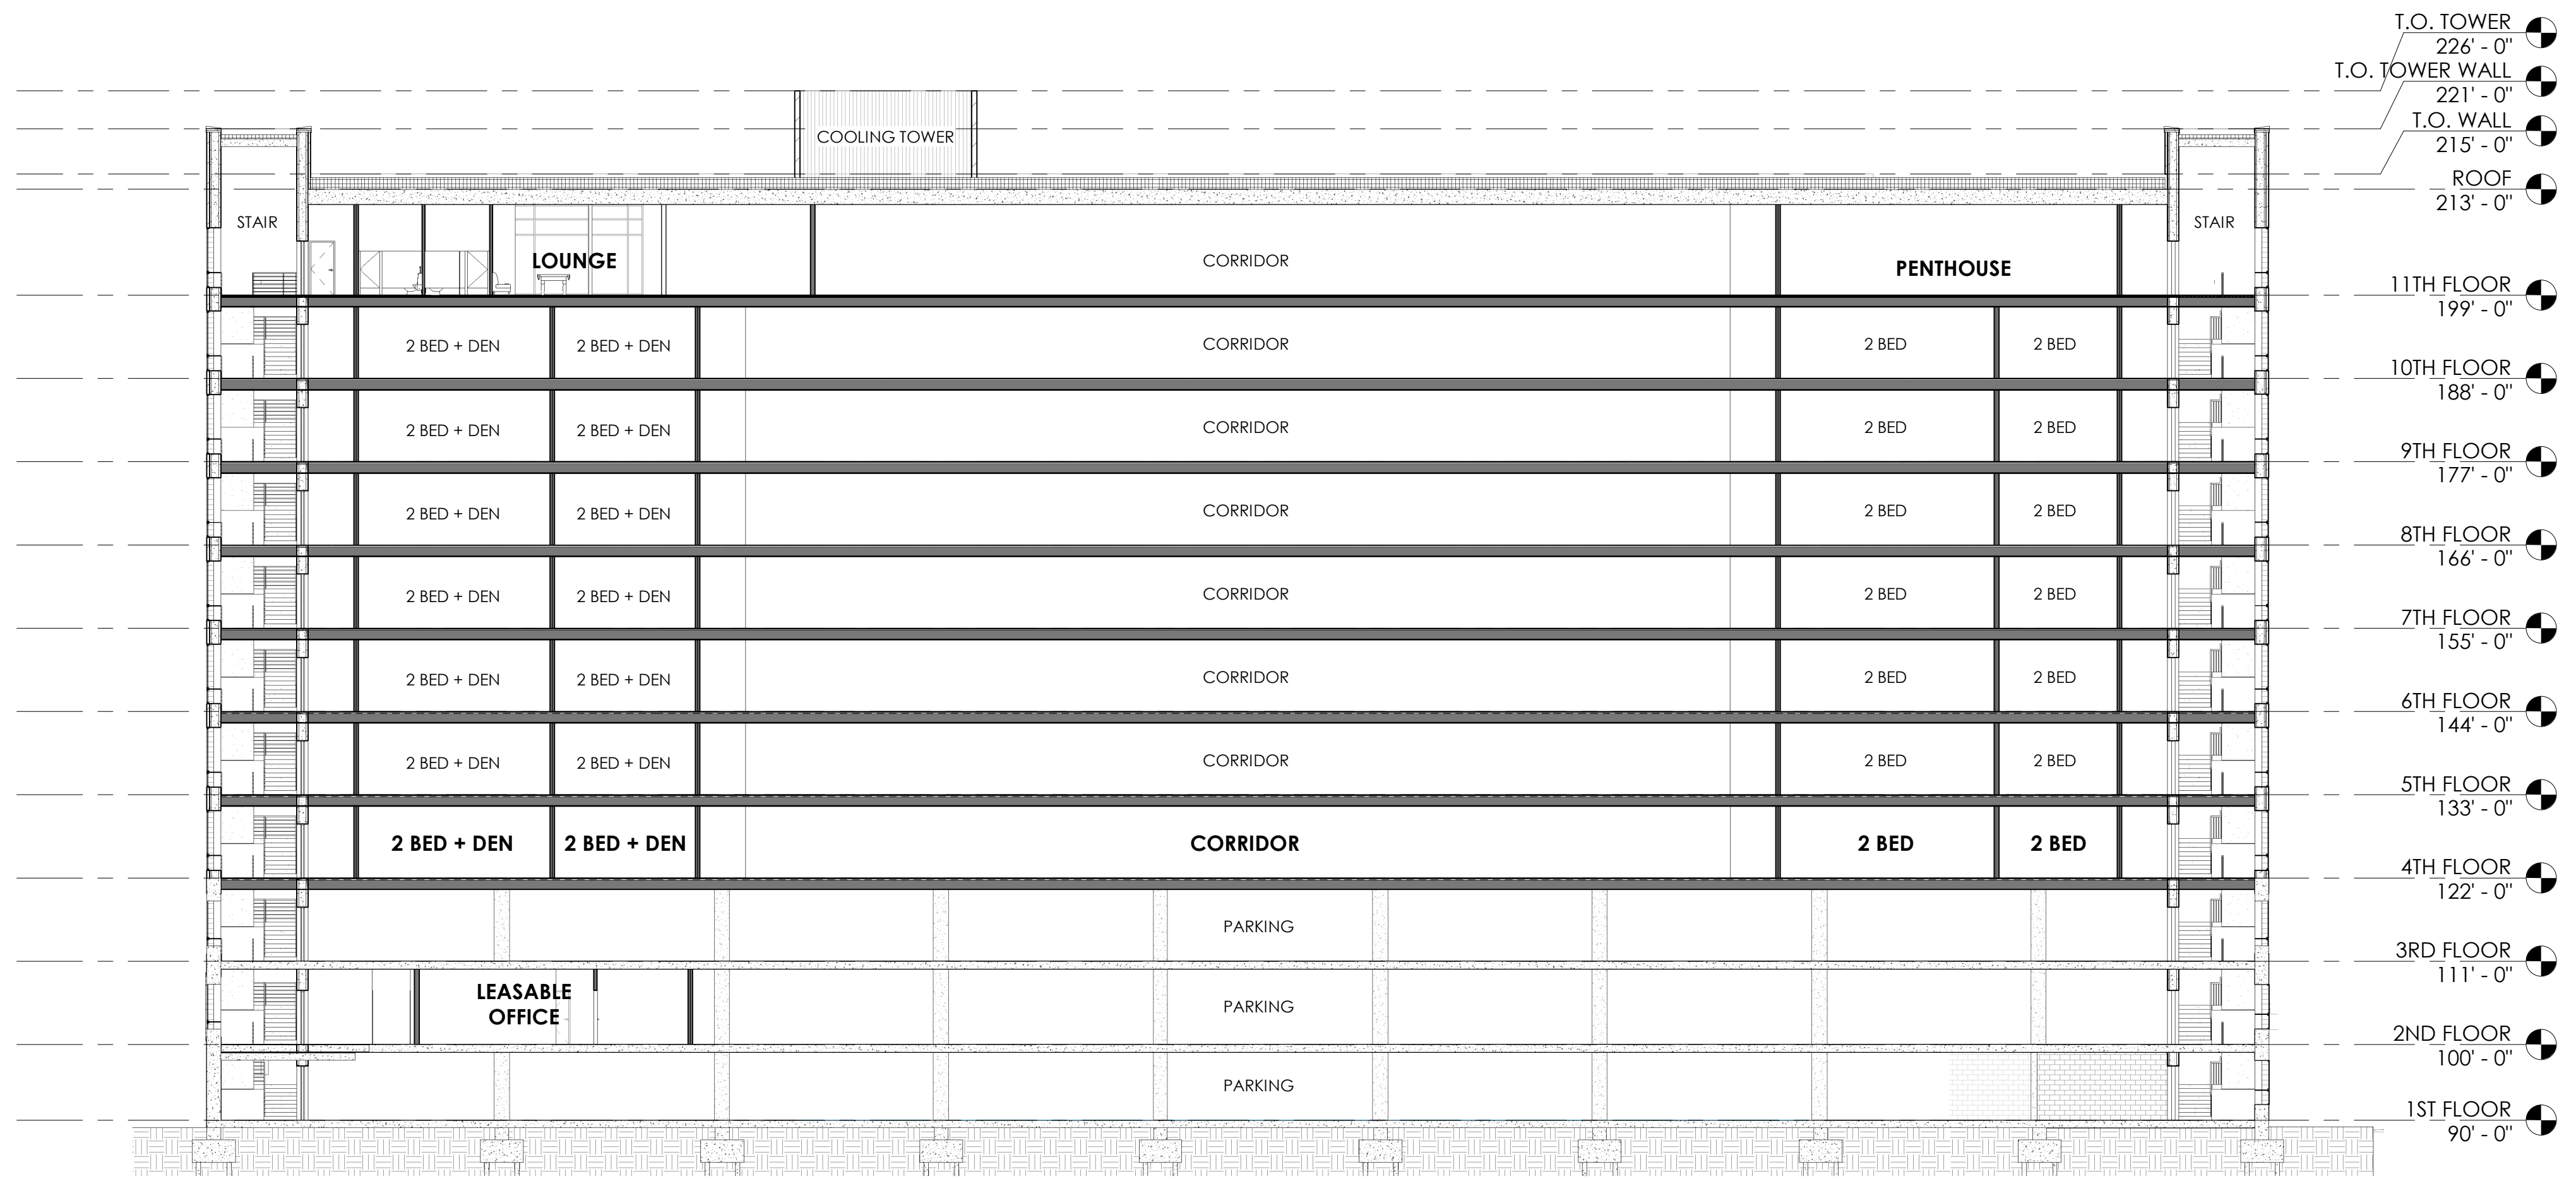 T.O. TOWER
226' - 0"
T.O. TOWER WALL
221' - 0"
T.O. WALL
215' - 0"
COOLING TOWER
ROOF
213' - 0"
STAIR
STAIR
LOUNGE
CORRIDOR
PENTHOUSE
11TH FLOOR
199' - 0"
2 BED + DEN
2 BED + DEN
CORRIDOR
2 BED
2 BED
10TH FLOOR
188' - 0"
2 BED + DEN
2 BED + DEN
CORRIDOR
2 BED
2 BED
9TH FLOOR
177' - 0"
2 BED + DEN
2 BED + DEN
CORRIDOR
2 BED
2 BED
8TH FLOOR
166' - 0"
2 BED + DEN
2 BED + DEN
CORRIDOR
2 BED
2 BED
7TH FLOOR
155' - 0"
2 BED + DEN
2 BED + DEN
CORRIDOR
2 BED
2 BED
6TH FLOOR
144' - 0"
2 BED + DEN
2 BED + DEN
CORRIDOR
2 BED
2 BED
5TH FLOOR
133' - 0"
2 BED + DEN
2 BED + DEN
CORRIDOR
2 BED
2 BED
4TH FLOOR
122' - 0"
PARKING
3RD FLOOR
111' - 0"
LEASABLE
OFFICE
PARKING
2ND FLOOR
100' - 0"
PARKING
1ST FLOOR
90' - 0"